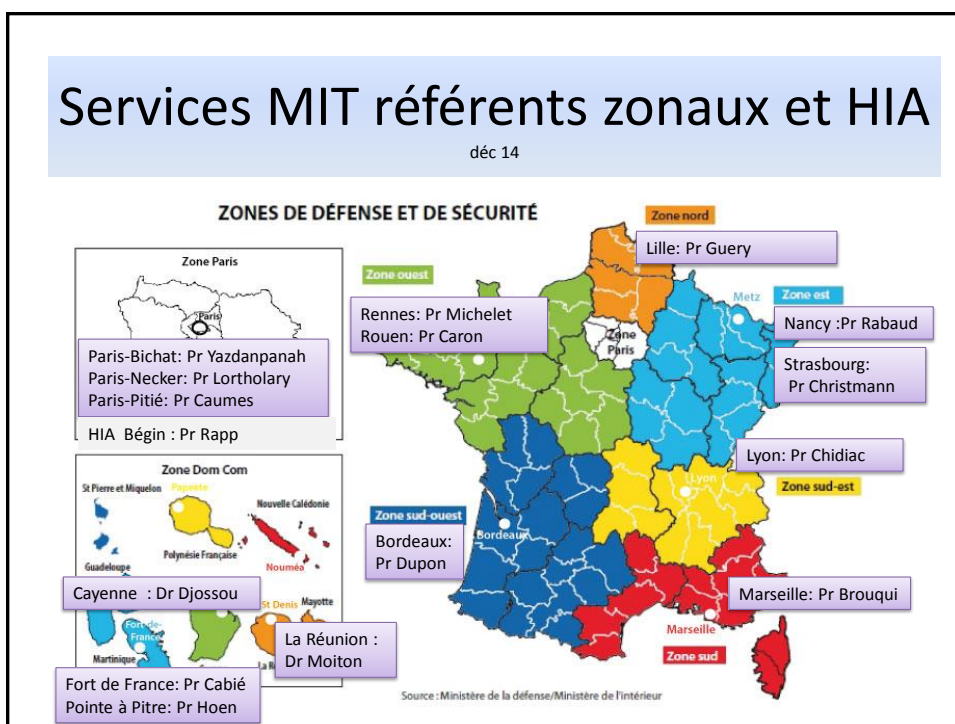 Services MIT référents zonaux et HIA
déc 14
ZONES DE DÉFENSE ET DE SÉCURITÉ
Zone Paris
Paris
Paris-Bichat: Pr Yazdanpanah
Paris-Necker: Pr Lortholary
Paris-Pitié: Pr Caumes
HIA Bégin : Pr Rapp
Zone nord
Lille: Pr Guery
Zone ouest
Rennes: Pr Michelet
Rouen: Pr Caron
Zone
Paris
Metz
Zone est
Nancy :Pr Rabaud
Strasbourg:
Pr Christmann
Lyon: Pr Chidiac
Lyon
Zone sud-est
Zone sud-ouest
Bordeaux
Bordeaux:
Pr Dupon
Marseille: Pr Brouqui
Marseille
Zone sud
Zone Dom Com
St Pierre et Miquelon
Papeete
Nouvelle Calédonie
Polynésie Française
Nouméa
Guadeloupe
Cayenne : Dr Djossou
St Denis
Mayotte
Fort-de-
France
Martinique
La Réunion :
Dr Moiton
Fort de France: Pr Cabié
Pointe à Pitre: Pr Hoen
Source : Ministère de la défense/Ministère de l'intérieur